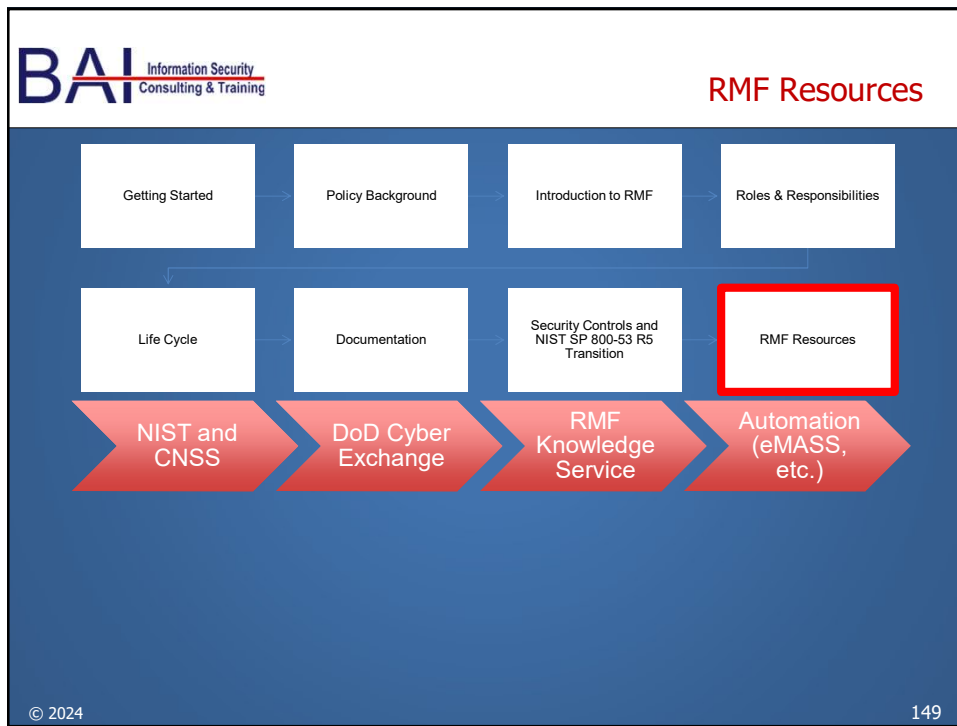 BAI Information Security
Consulting & Training
RMF Resources
Getting Started
Policy Background
Introduction to RMF
Roles & Responsibilities
Life Cycle
Documentation
Security Controls and
NIST SP 800-53 R5
Transition
RMF Resources
NIST and
CNSS
DoD Cyber
Exchange
RMF
Knowledge
Service
Automation
(eMASS,
etc.)
© 2024
149